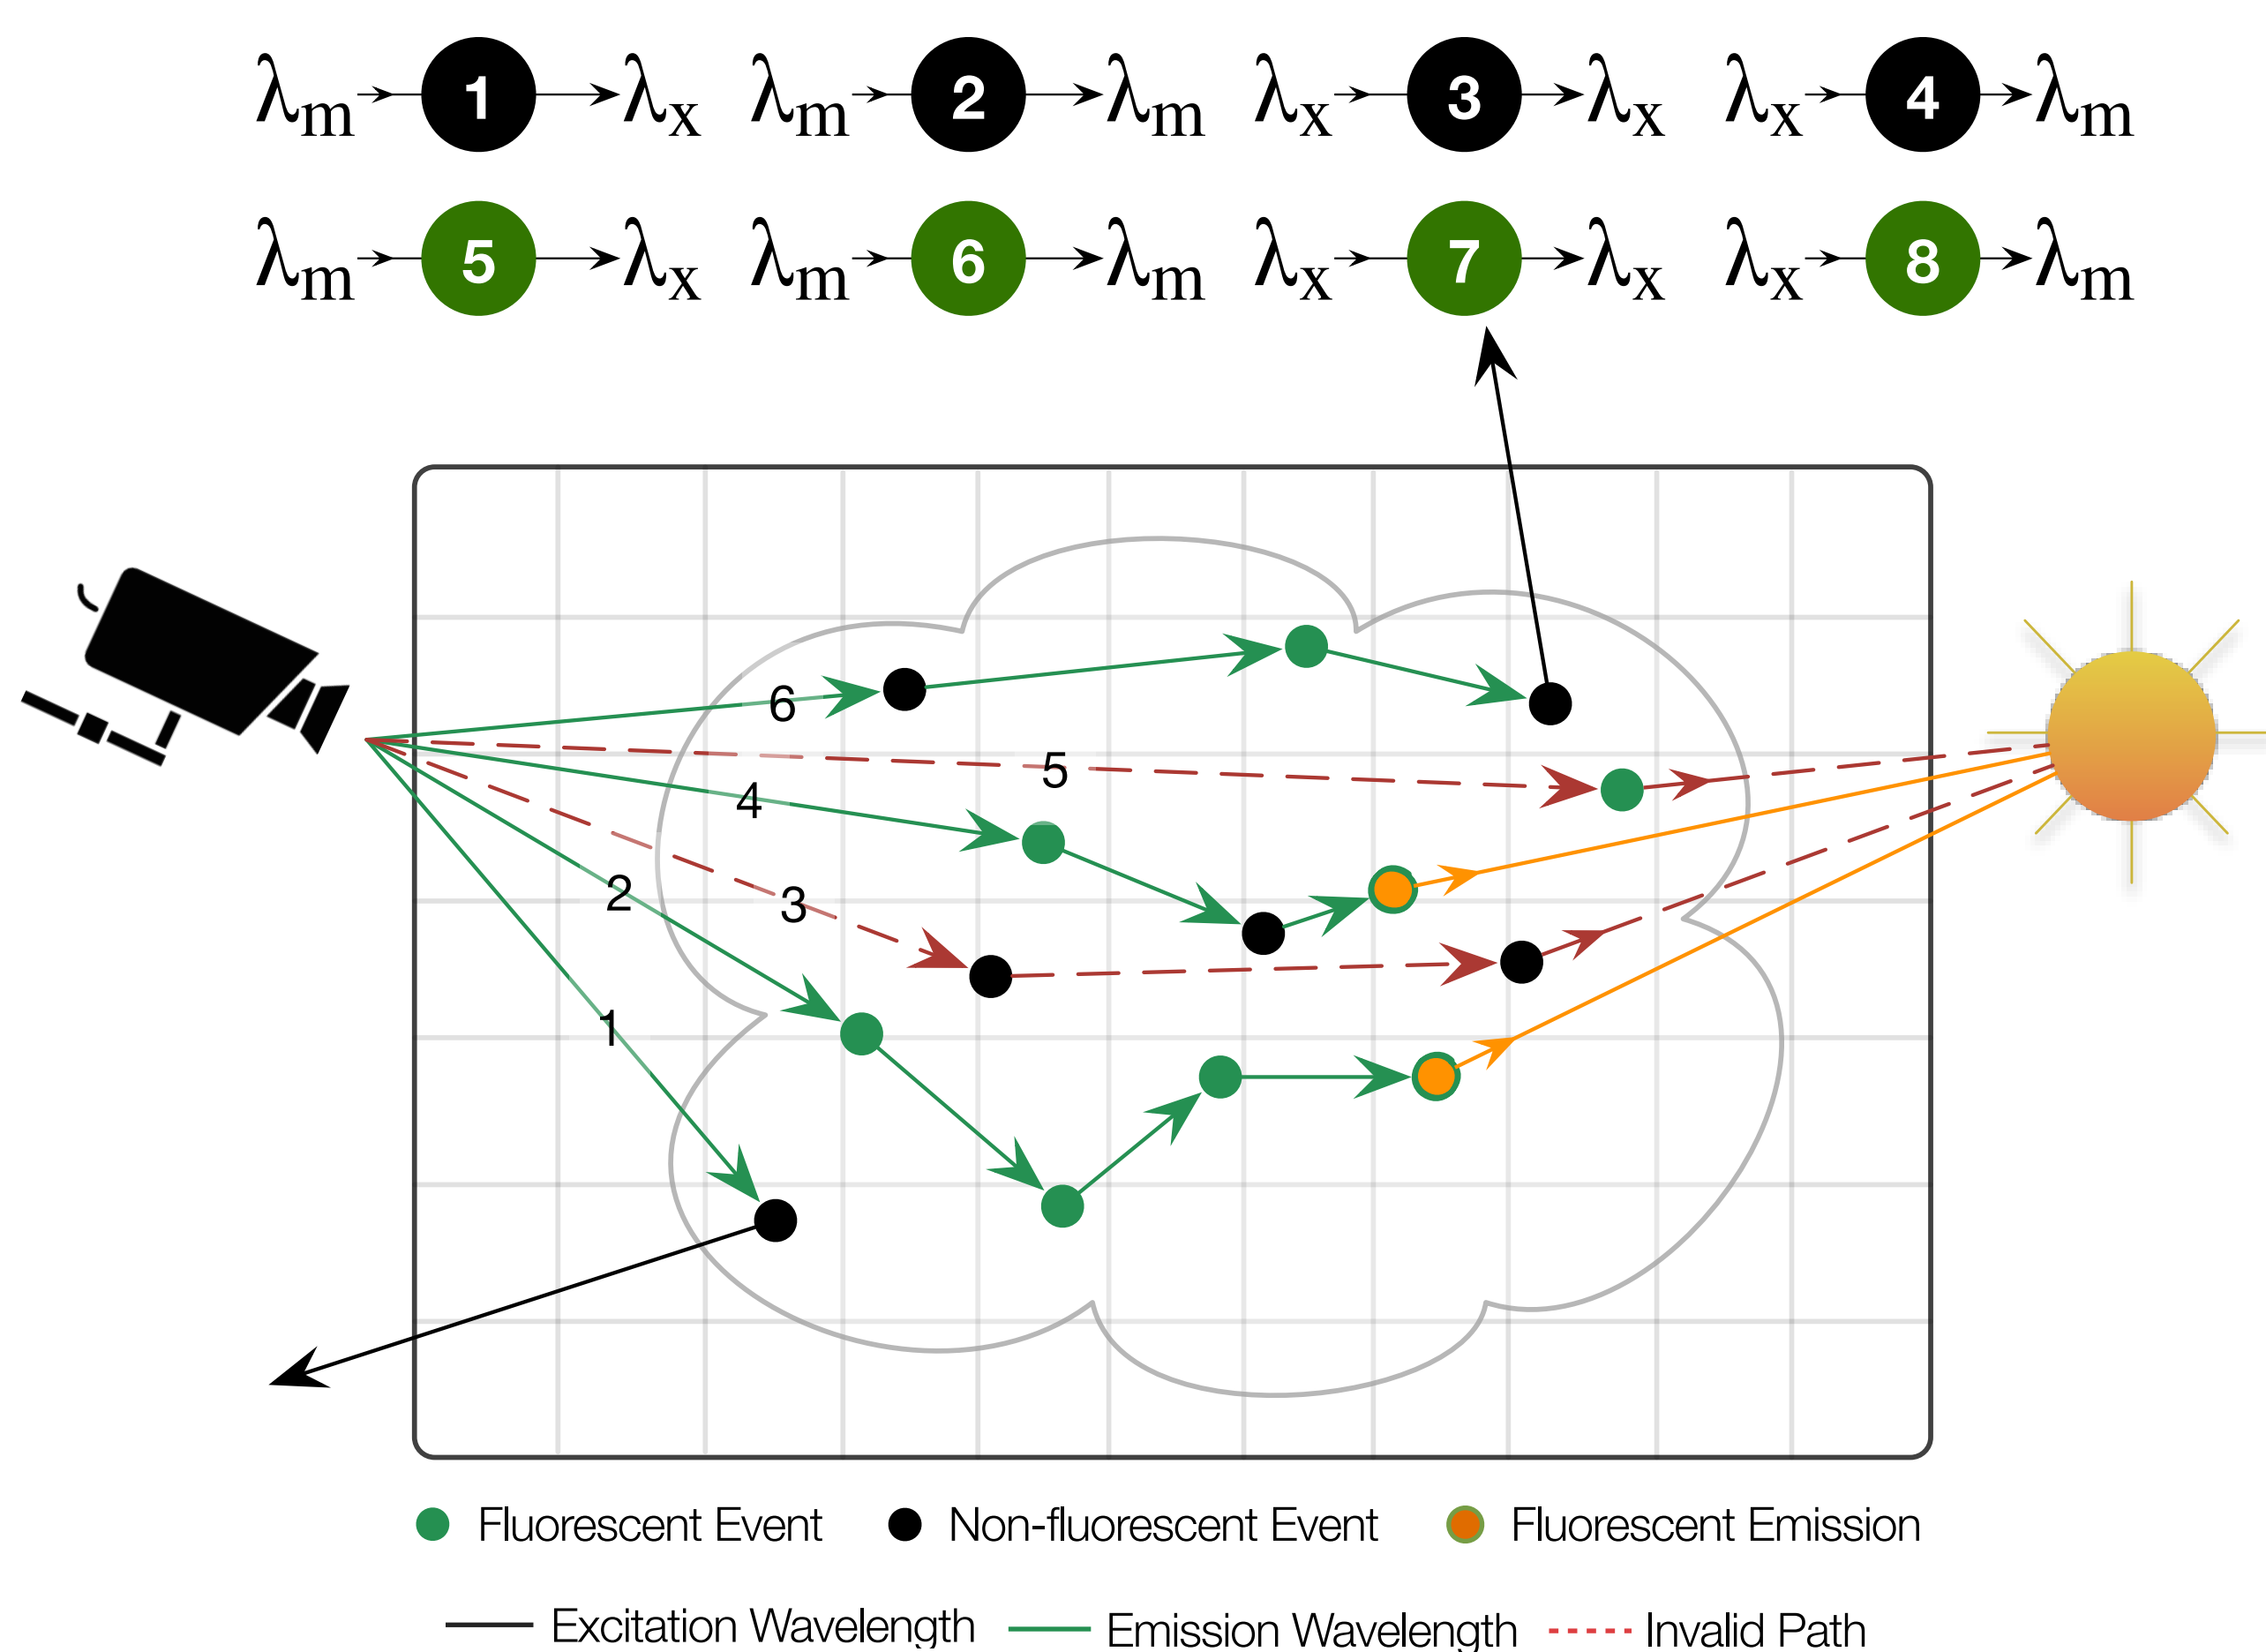 λm 1 λx λm 2 λm λx 3 λx λx 4 λm
λm 5 λx λm 6 λm λx 7 λx λx 8 λm
6
5
4
2
3
1
Fluorescent Event Non-fluorescent Event Fluorescent Emission
Excitation Wavelength Emission Wavelength Invalid Path